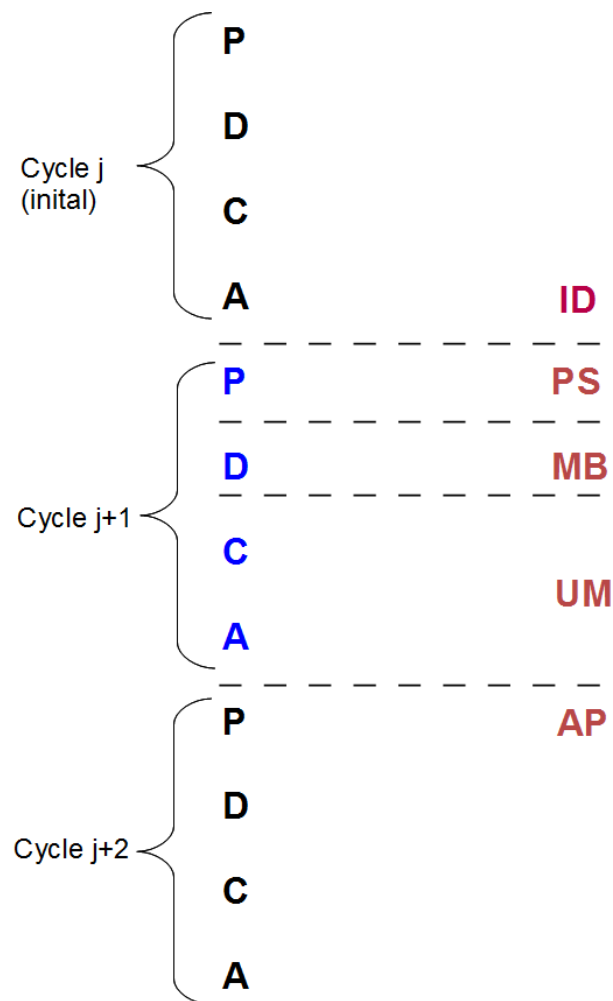 P
D
Cycle j
(inital)
C
A ID
P PS
D MB
Cycle j+1
C
UM
A
P AP
D
Cycle j+2
C
A